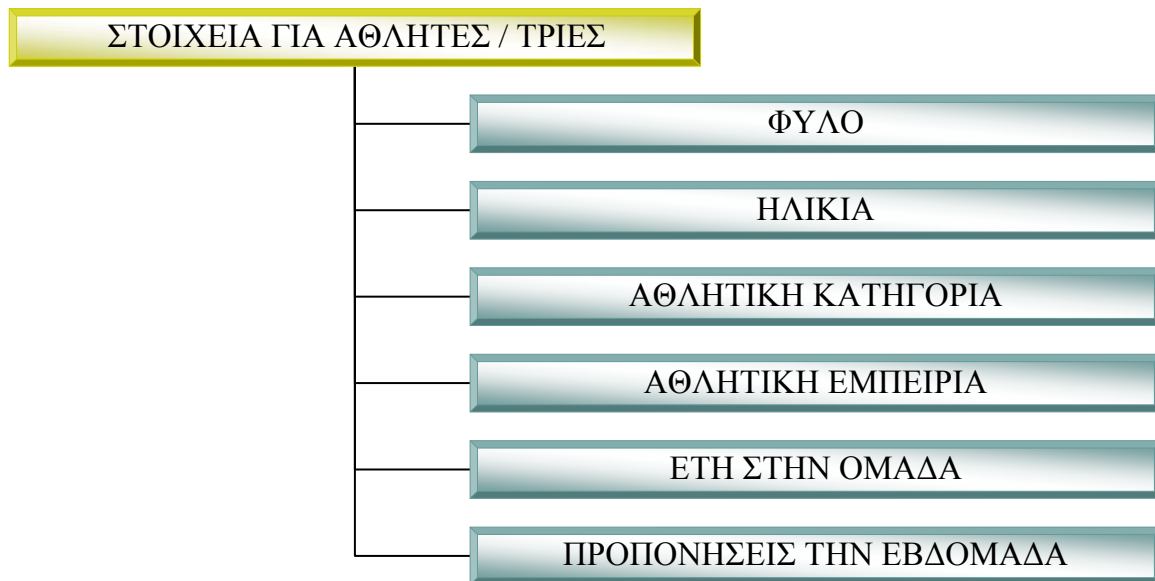 ΣΤΟΙΧΕΙΑ ΓΙΑ ΑΘΛΗΤΕΣ / ΤΡΙΕΣ
ΦΥΛΟ
ΗΛΙΚΙΑ
ΑΘΛΗΤΙΚΗ ΚΑΤΗΓΟΡΙΑ
ΑΘΛΗΤΙΚΗ ΕΜΠΕΙΡΙΑ
ΕΤΗ ΣΤΗΝ ΟΜΑΔΑ
ΠΡΟΠΟΝΗΣΕΙΣ ΤΗΝ ΕΒΔΟΜΑΔΑ